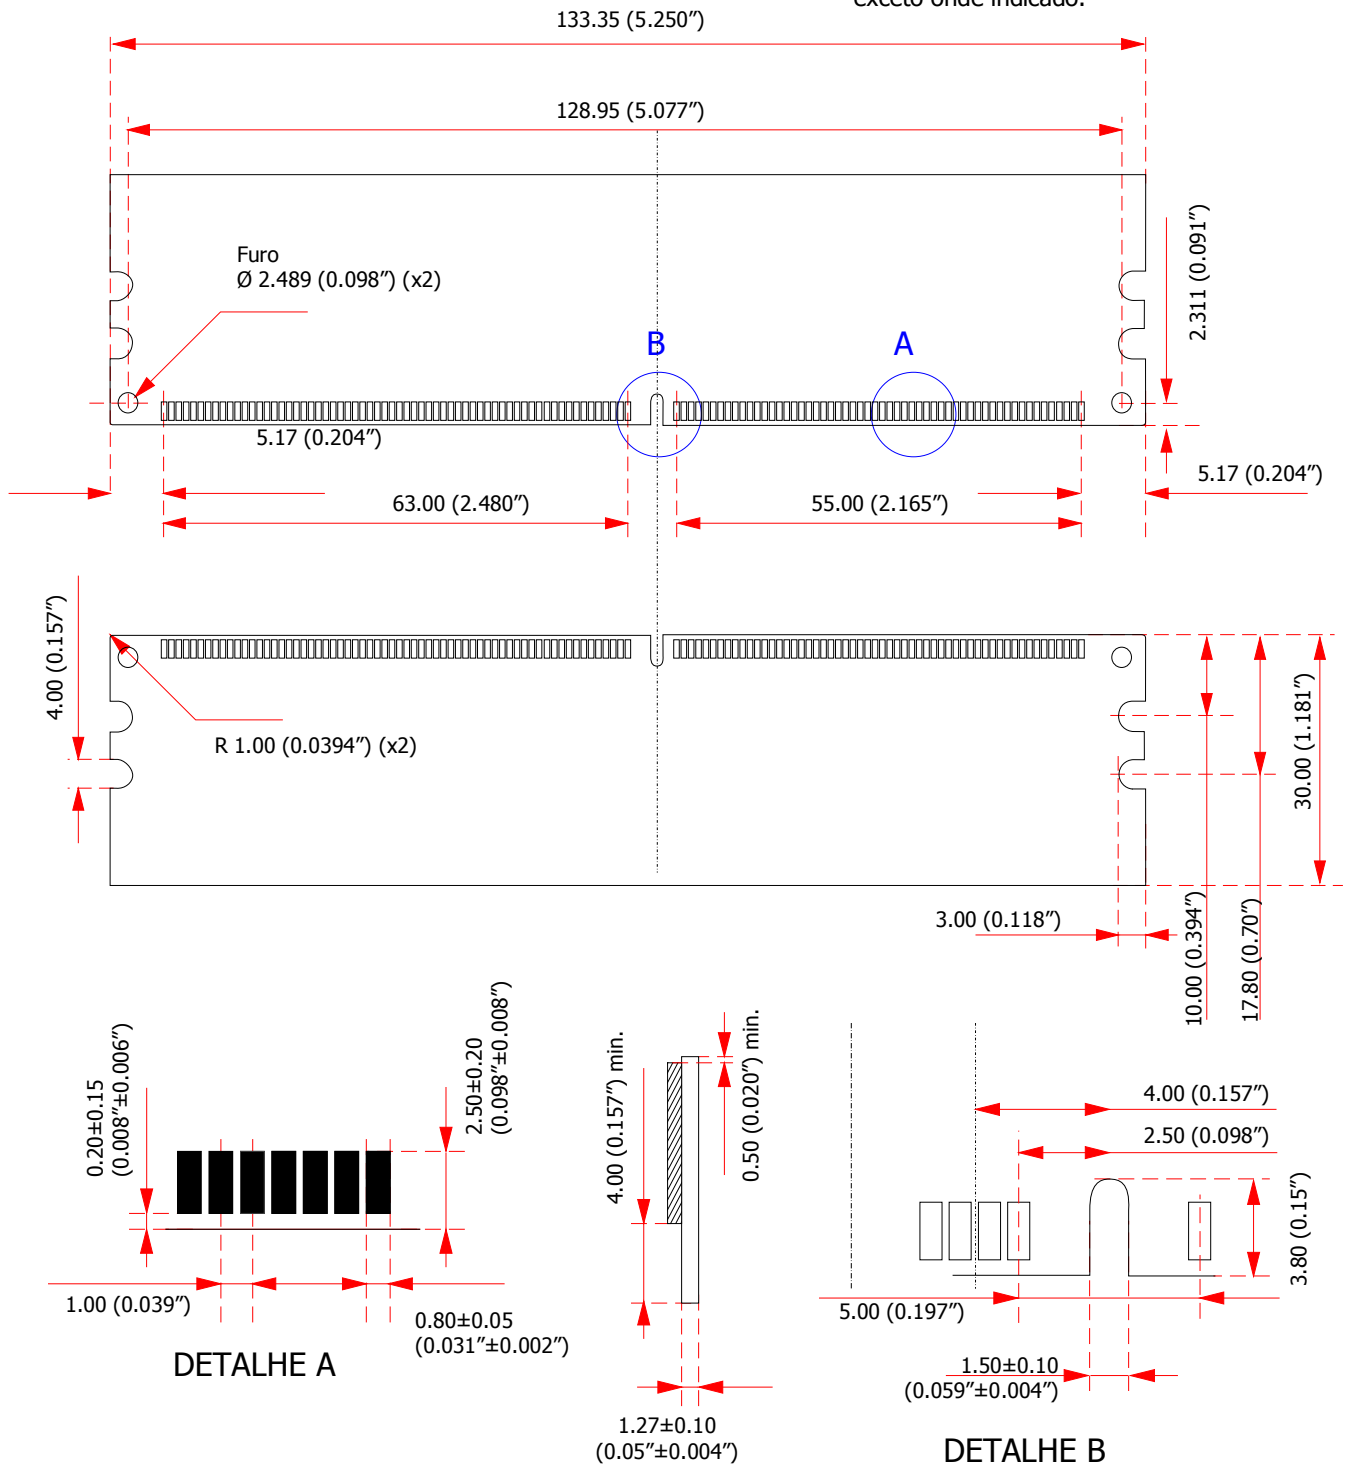 exceto onde indicado.
133.35 (5.250″)
128.95 (5.077″)
Furo
Ø 2.489 (0.098″) (x2)
2.311 (0.091″)
B
A
5.17 (0.204″)
5.17 (0.204″)
63.00 (2.480″)
55.00 (2.165″)
4.00 (0.157″)
R 1.00 (0.0394″) (x2)
30.00 (1.181″)
3.00 (0.118″)
10.00 (0.394″)
17.80 (0.70″)
0.20±0.15
(0.008″±0.006″)
2.50±0.20
(0.098″±0.008″)
1.00 (0.039″)
0.80±0.05
(0.031″±0.002″)
DETALHE A
4.00 (0.157″) min.
0.50 (0.020″) min.
1.27±0.10
(0.05″±0.004″)
4.00 (0.157″)
2.50 (0.098″)
3.80 (0.15″)
5.00 (0.197″)
1.50±0.10
(0.059″±0.004″)
DETALHE B